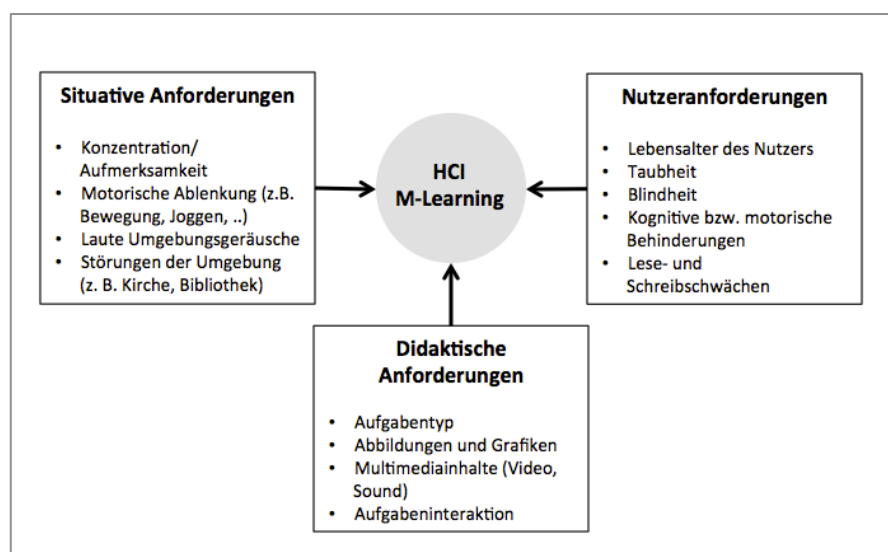 Situative Anforderungen
• Konzentration/
Aufmerksamkeit
• Motorische Ablenkung (z.B.
Bewegung, Joggen, ..)
• Laute Umgebungsgeräusche
• Störungen der Umgebung
(z. B. Kirche, Bibliothek)
HCI
M-Learning
Nutzeranforderungen
• Lebensalter des Nutzers
• Taubheit
• Blindheit
• Kognitive bzw. motorische
Behinderungen
• Lese- und
Schreibschwächen
Didaktische
Anforderungen
• Aufgabentyp
• Abbildungen und Grafiken
• Multimediainhalte (Video,
Sound)
• Aufgabeninteraktion